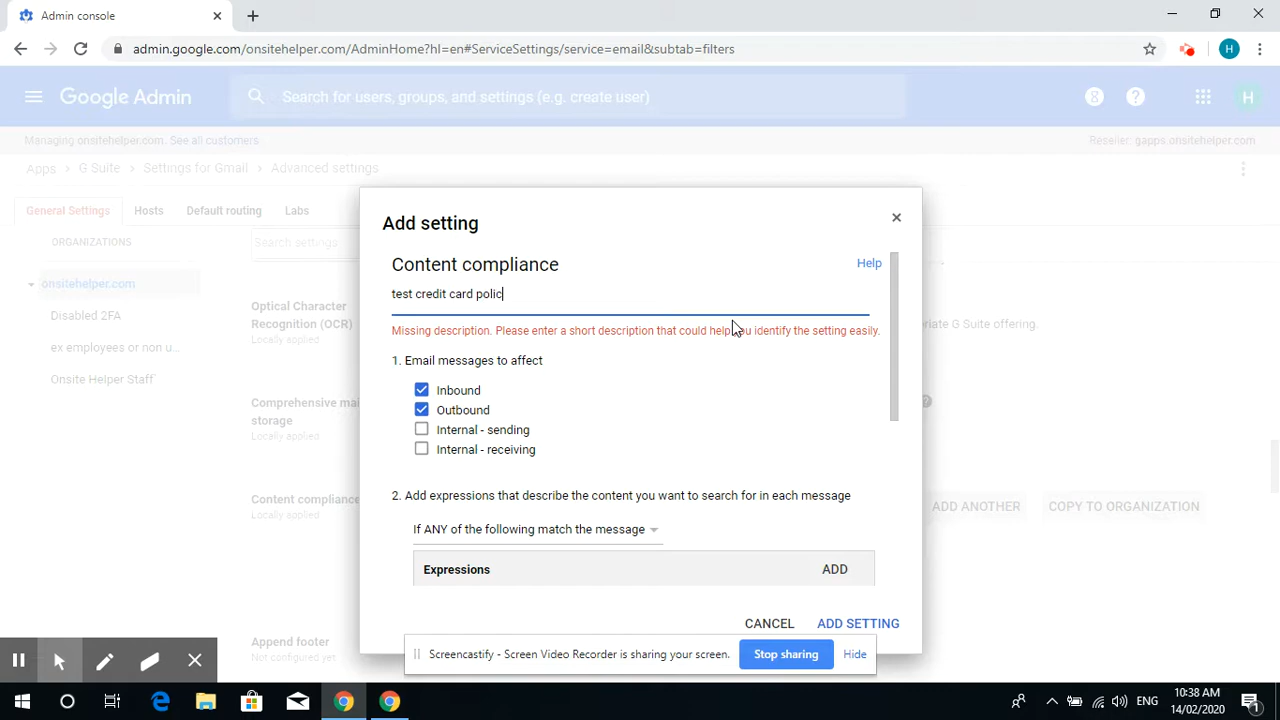 Admin console
admin.google.com/onsitehelper.com/AdminHome?hl=en#ServiceSettings/service=email&subtab=filters
H
Google Admin
Search for users, groups, and settings (e.g. create user)
8
?
H
Managing onsitehelper.com. See all customers
Reseller: gapps.onsitehelper.com
Apps > G Suite > Settings for Gmail > Advanced settings
General Settings Hosts Default routing Labs
ORGANIZATIONS
Search settings
onsitehelper.com
Disabled 2FA
ex employees or non u...
Onsite Helper Staff
Optical Character
Recognition (OCR)
Locally applied
riate G Suite offering.
Comprehensive mai
storage
Locally applied
?
Content compliance
Locally applied
ADD ANOTHER
COPY TO ORGANIZATION
Append footer
Not configured yet
Add setting
Content compliance
Help
test credit card polic
Missing description. Please enter a short description that could help you identify the setting easily.
1. Email messages to affect
Inbound
Outbound
Internal - sending
Internal - receiving
2. Add expressions that describe the content you want to search for in each message
If ANY of the following match the message
Expressions
ADD
CANCEL
ADD SETTING
Screencastify - Screen Video Recorder is sharing your screen.
Stop sharing
Hide
ENG
10:38 AM
14/02/2020
1